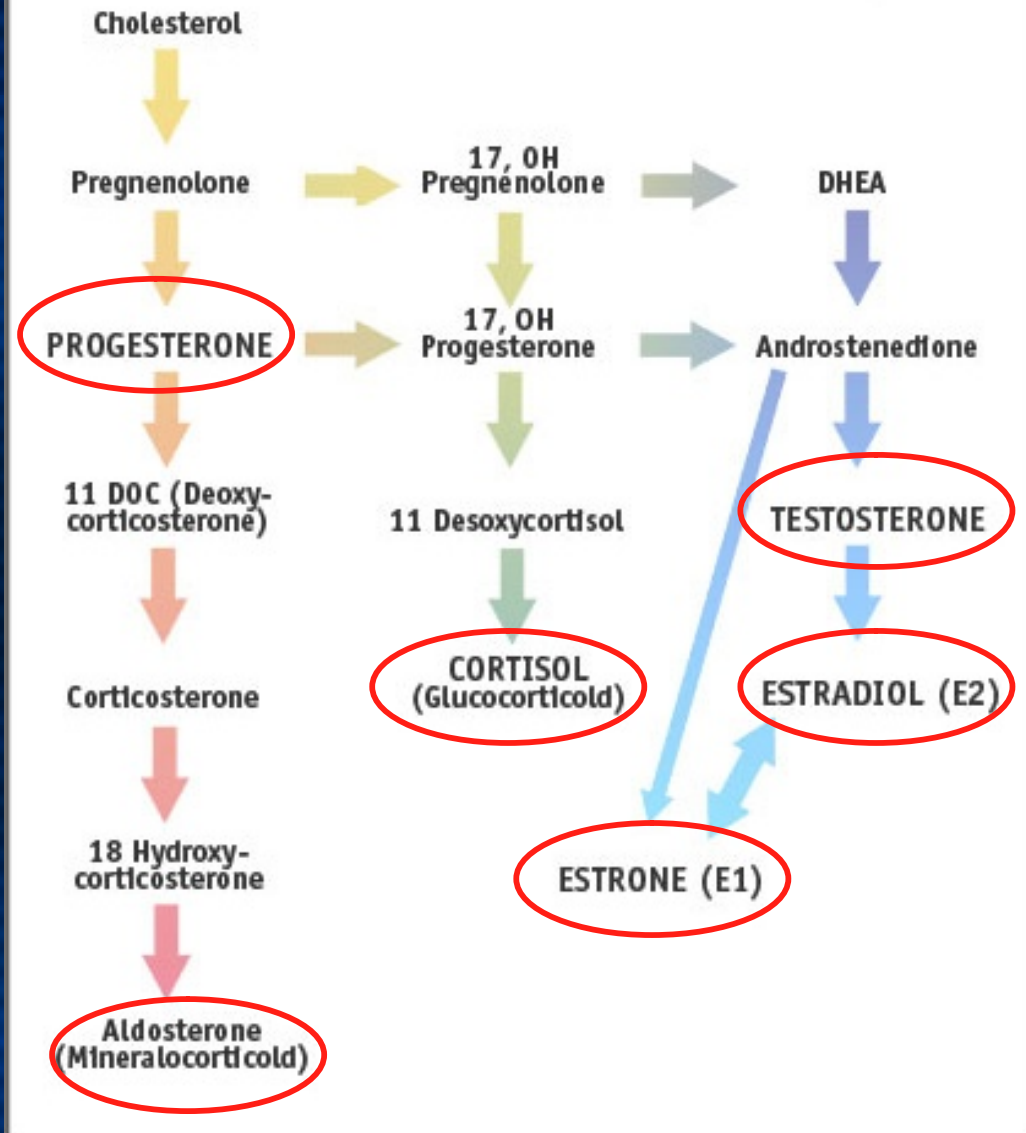 Cholesterol
Pregnenolone
17, OH
Pregnenolone
DHEA
PROGESTERONE
17, OH
Progesterone
Androstenedione
11 DOC (Deoxy-
corticosterone)
11 Desoxycortisol
TESTOSTERONE
Corticosterone
CORTISOL
(Glucocorticold)
ESTRADIOL (E2)
18 Hydroxy-
corticosterone
ESTRONE (E1)
Aldosterone
(Mineralocorticold)